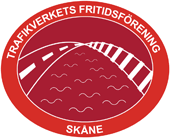 TRAFIKVERKETS FRITIDSFÖRENING
SKÅNE